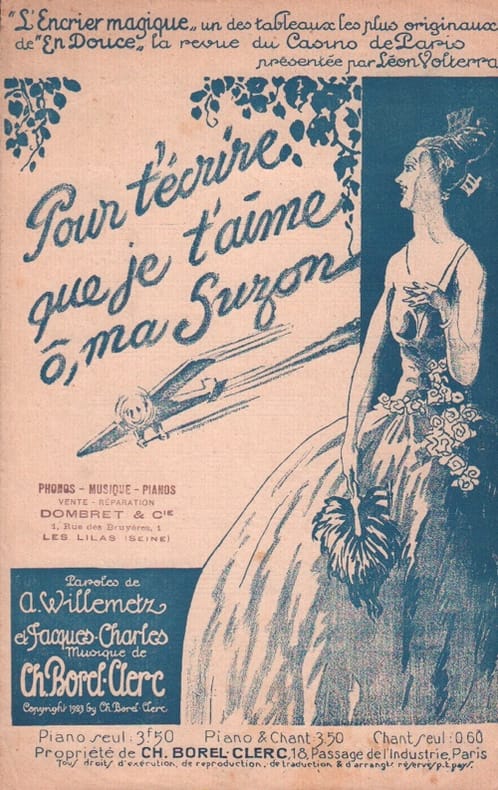 "L'Encrier magique" un des tableaux les plus originaux
de "En Douce" la revue du Casino de Paris
présentée par Léon Volterra
Pour t'écrire
que je t'aime
ô, ma Suzon
PHONOS - MUSIQUE - PIANOS
VENTE - RÉPARATION
DOMBRET & CIE
1, Rue des Bruyères, 1
LES LILAS (SEINE)
Paroles de
A. Willemetz
et Jacques-Charles
Musique de
Ch. Borel-Clerc
Copyright 1923 by Ch. Borel-Clerc
Piano seul: 3f50 Piano & Chant 3.50 Chant seul: 0.60
Propriété de CH. BOREL-CLERC, 18, Passage de l'Industrie, Paris
Tous droits d'exécution, de reproduction, de traduction & d'arrangts réservés p.t. pays.